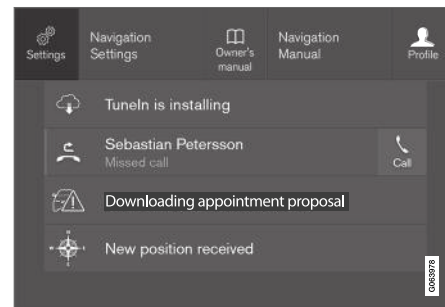 Settings
Navigation
Settings
Owner's
manual
Navigation
Manual
Profile
TuneIn is installing
Sebastian Petersson
Missed call
Call
Downloading appointment proposal
New position received
G063978